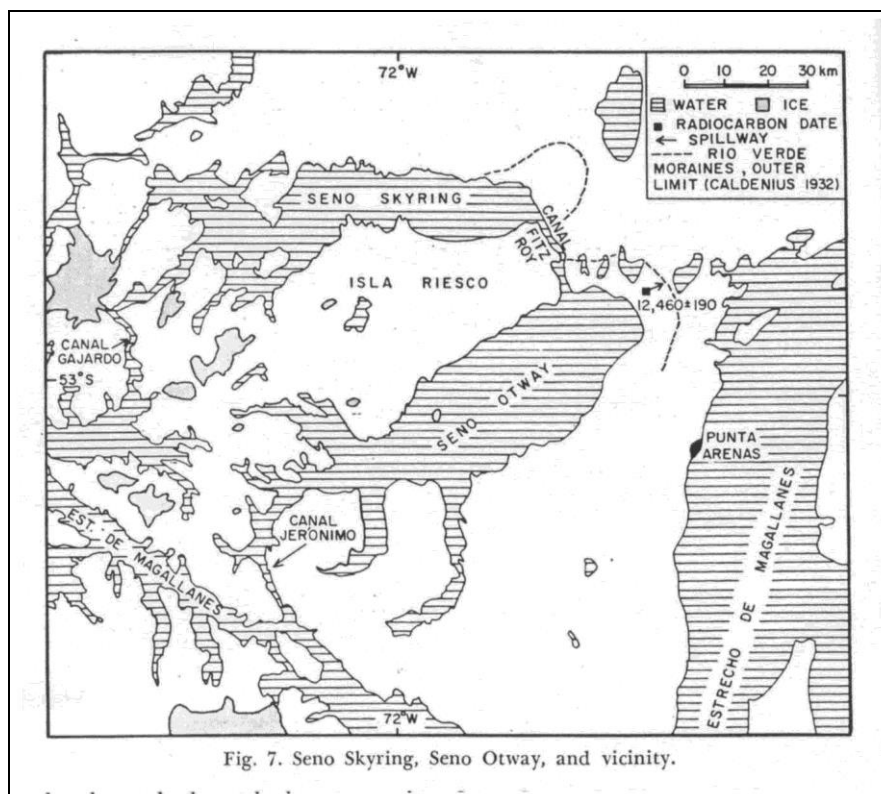 72°W
0 10 20 30 km
WATER ICE
RADIOCARBON DATE
SPILLWAY
RIO VERDE
MORAINES, OUTER
LIMIT (CALDENIUS 1932)
SENO SKYRING
CANAL
FITZ
ROY
ISLA RIESCO
12,460±190
CANAL
GAJARDO
53°S
SENO OTWAY
PUNTA
ARENAS
CANAL
JERÓNIMO
EST. DE MAGALLANES
ESTRECHO DE MAGALLANES
72°W
Fig. 7. Seno Skyring, Seno Otway, and vicinity.